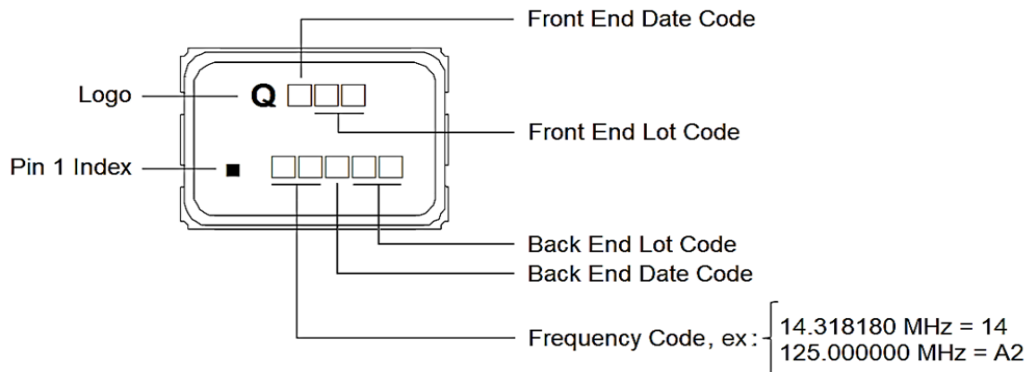 Front End Date Code
Logo
Q
Front End Lot Code
Pin 1 Index
Back End Lot Code
Back End Date Code
Frequency Code, ex:
14.318180 MHz = 14
125.000000 MHz = A2